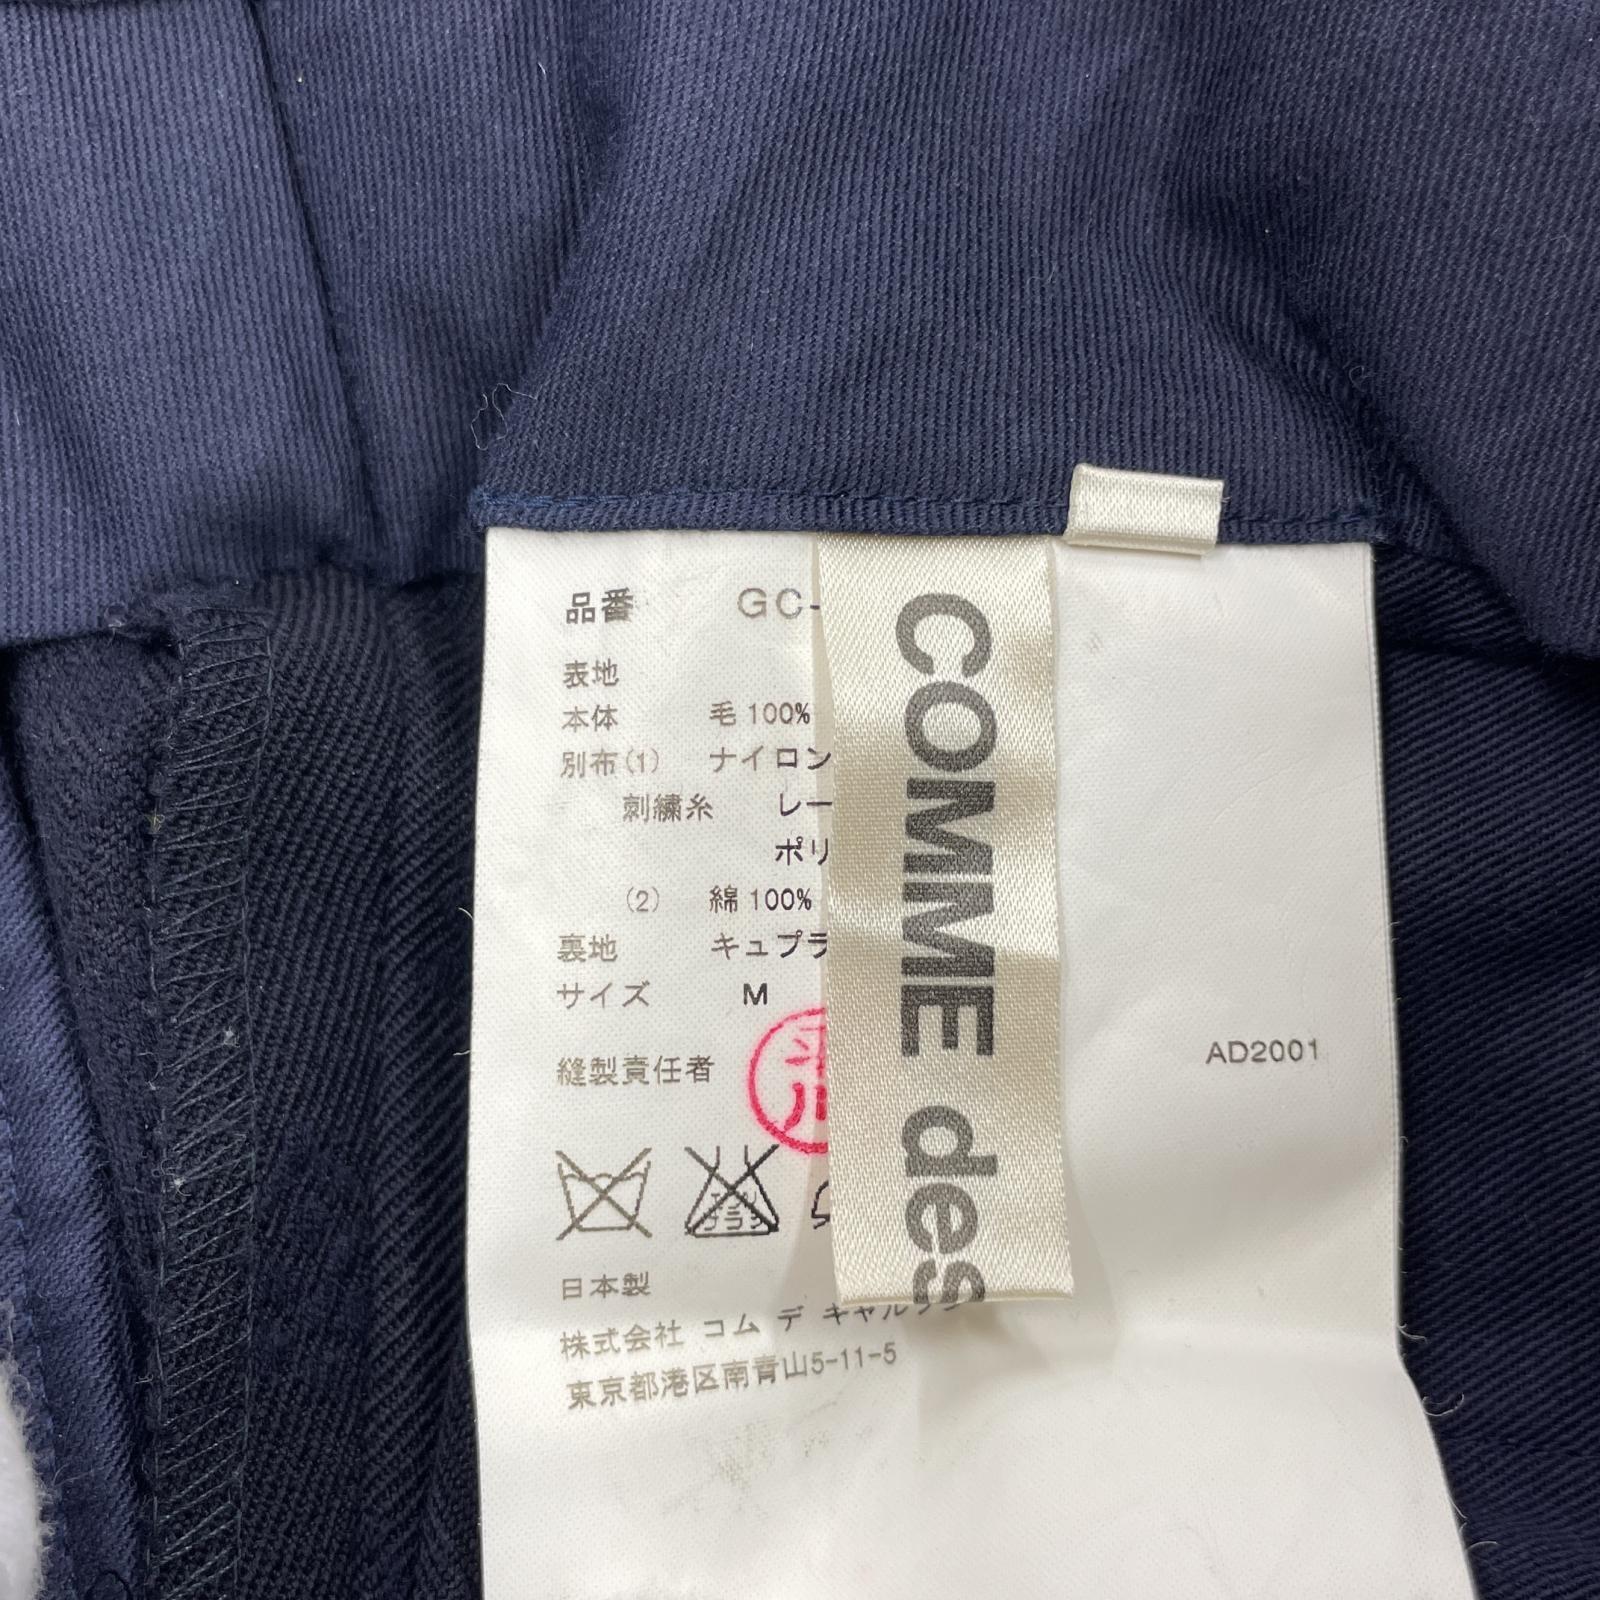 品番 GC-
表地
本体 毛 100%
別布(1) ナイロン
刺繍糸 レー
ポリ
(2) 綿 100%
裏地 キュプラ
サイズ M
縫製責任者 平川
日本製
株式会社 コム デ ギャルソン
東京都港区南青山5-11-5
COMME des
AD2001